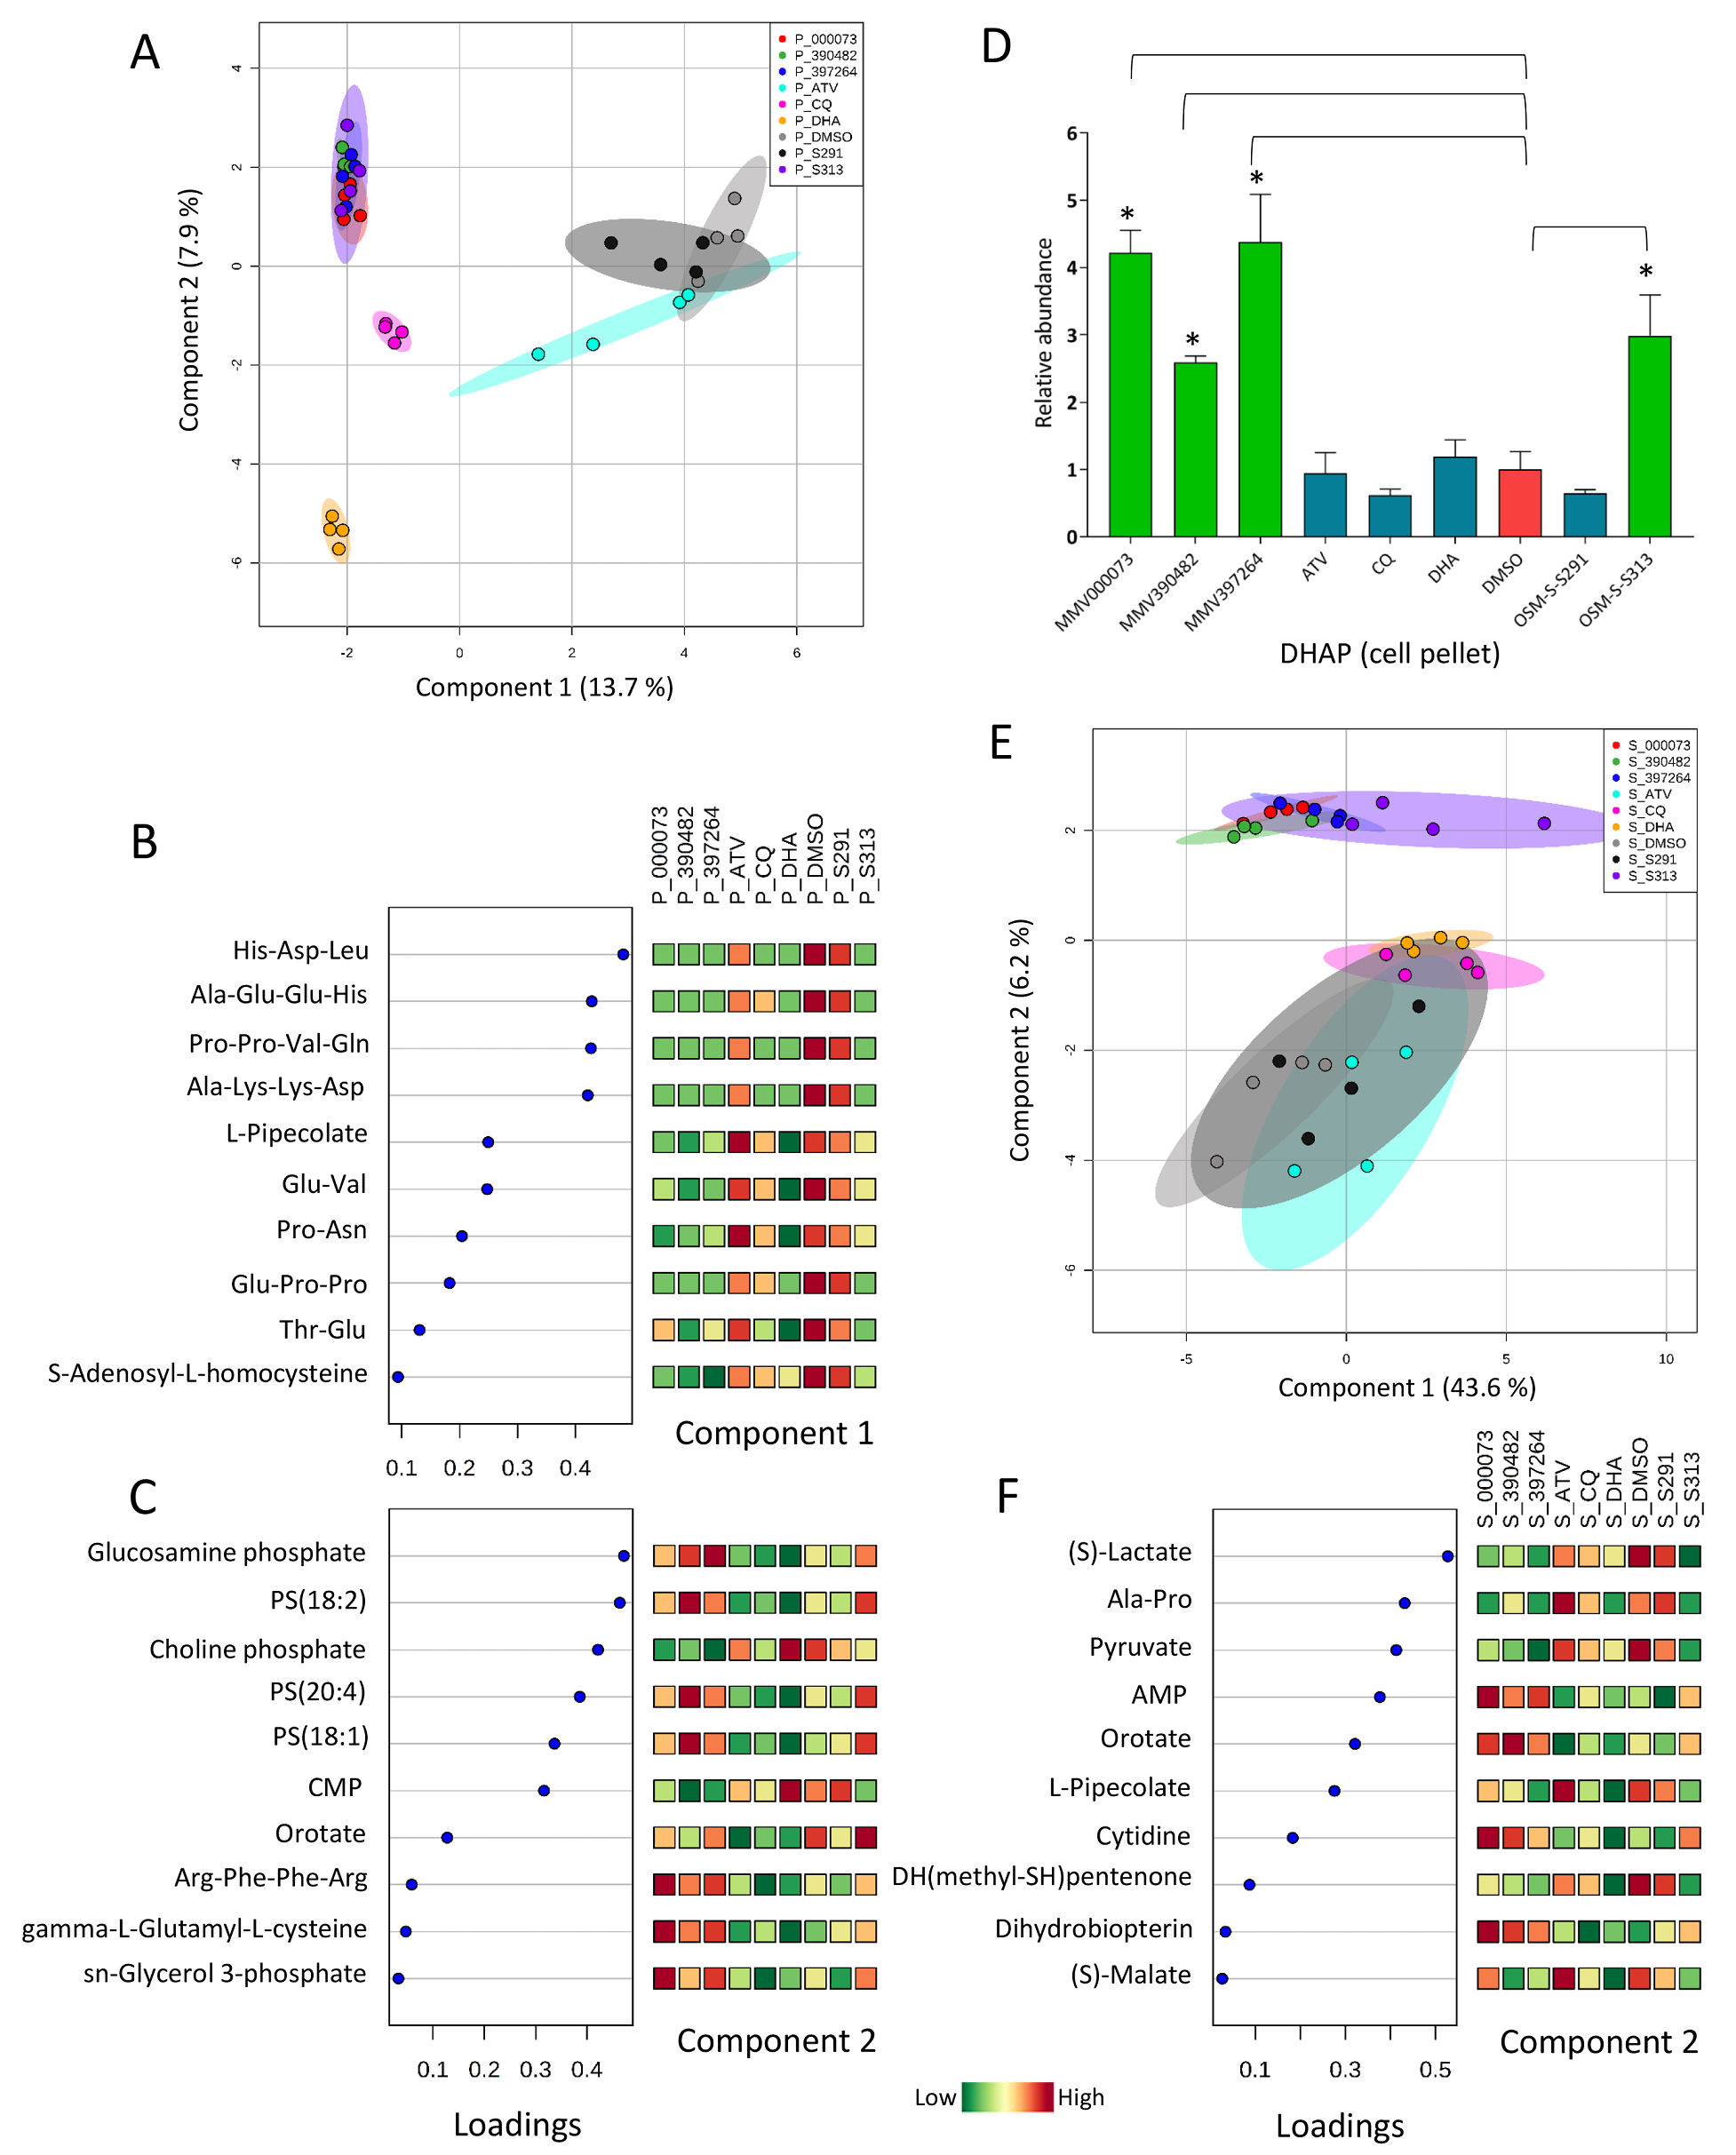 A
P_000073
P_390482
P_397264
P_ATV
P_CQ
P_DHA
P_DMSO
P_S291
P_S313
4
2
0
-2
-4
-6
Component 2 (7.9 %)
-2 0 2 4 6
Component 1 (13.7 %)
D
6
5
4
3
2
1
0
Relative abundance
* * * *
MMV000073
MMV390482
MMV397264
ATV
CQ
DHA
DMSO
OSM-S-S291
OSM-S-S313
DHAP (cell pellet)
B
P_000073
P_390482
P_397264
P_ATV
P_CQ
P_DHA
P_DMSO
P_S291
P_S313
His-Asp-Leu
Ala-Glu-Glu-His
Pro-Pro-Val-Gln
Ala-Lys-Lys-Asp
L-Pipecolate
Glu-Val
Pro-Asn
Glu-Pro-Pro
Thr-Glu
S-Adenosyl-L-homocysteine
0.1 0.2 0.3 0.4
Component 1
E
S_000073
S_390482
S_397264
S_ATV
S_CQ
S_DHA
S_DMSO
S_S291
S_S313
2
0
-2
-4
-6
Component 2 (6.2 %)
-5 0 5 10
Component 1 (43.6 %)
C
Glucosamine phosphate
PS(18:2)
Choline phosphate
PS(20:4)
PS(18:1)
CMP
Orotate
Arg-Phe-Phe-Arg
gamma-L-Glutamyl-L-cysteine
sn-Glycerol 3-phosphate
0.1 0.2 0.3 0.4
Loadings
Component 2
Low High
F
S_000073
S_390482
S_397264
S_ATV
S_CQ
S_DHA
S_DMSO
S_S291
S_S313
(S)-Lactate
Ala-Pro
Pyruvate
AMP
Orotate
L-Pipecolate
Cytidine
DH(methyl-SH)pentenone
Dihydrobiopterin
(S)-Malate
0.1 0.3 0.5
Loadings
Component 2